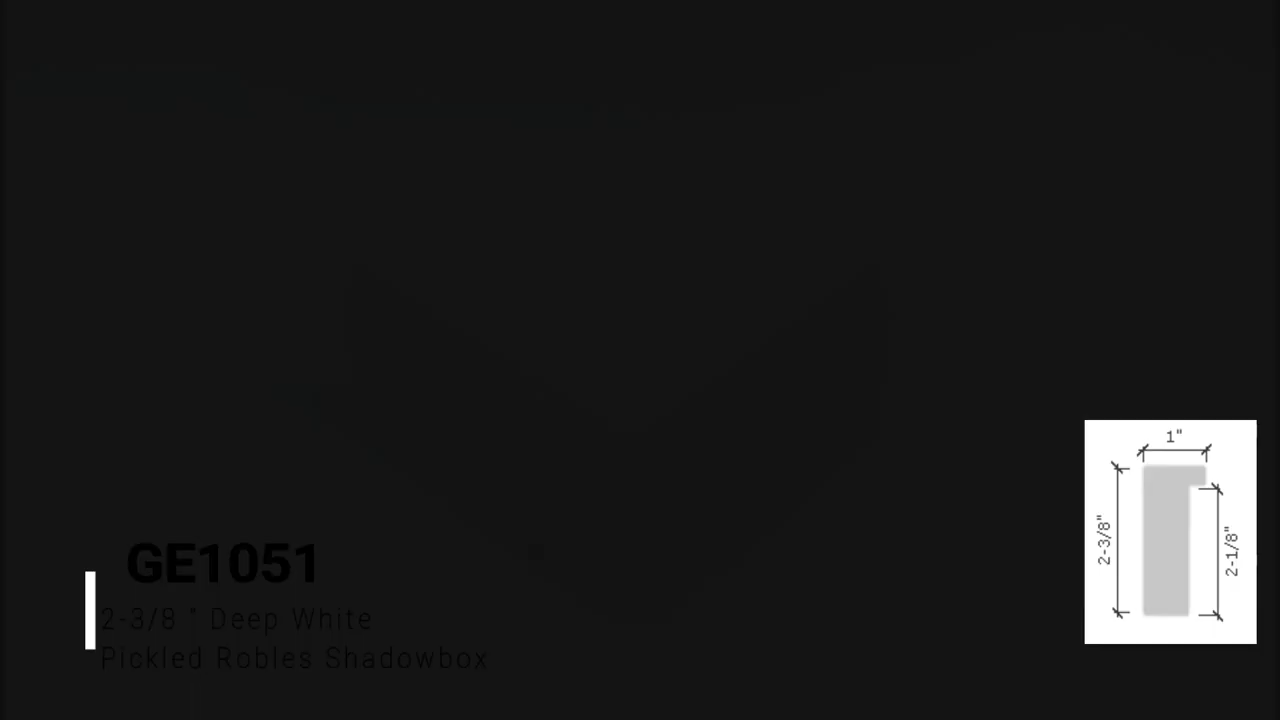 GE1051
2-3/8 " Deep White
Pickled Robles Shadowbox
1"
2-3/8"
2-1/8"